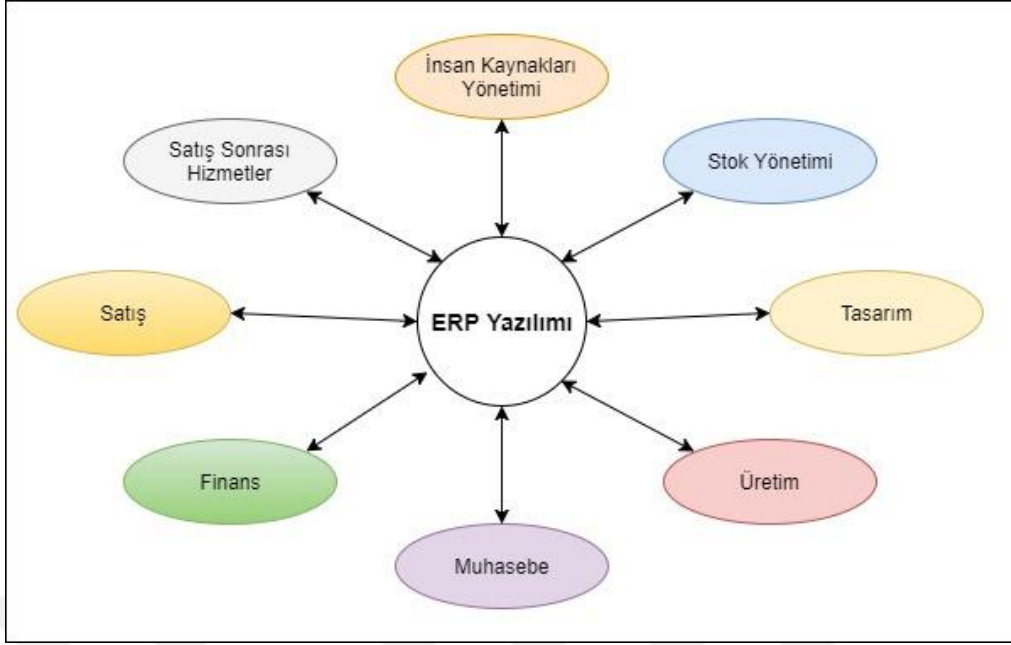 İnsan Kaynakları
Yönetimi
Satış Sonrası
Hizmetler
Stok Yönetimi
Satış
ERP Yazılımı
Tasarım
Finans
Üretim
Muhasebe